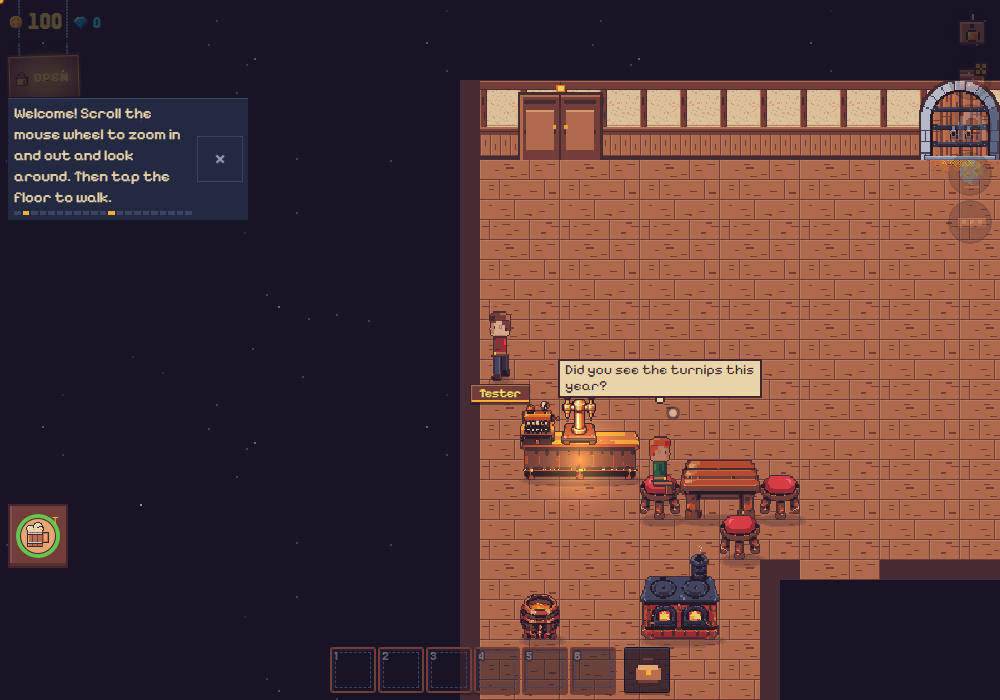 100 0
OPEN
Welcome! Scroll the
mouse wheel to zoom in
and out and look
around. Then tap the
floor to walk.
Did you see the turnips this
year?
Tester
1 2 3 4 5 6